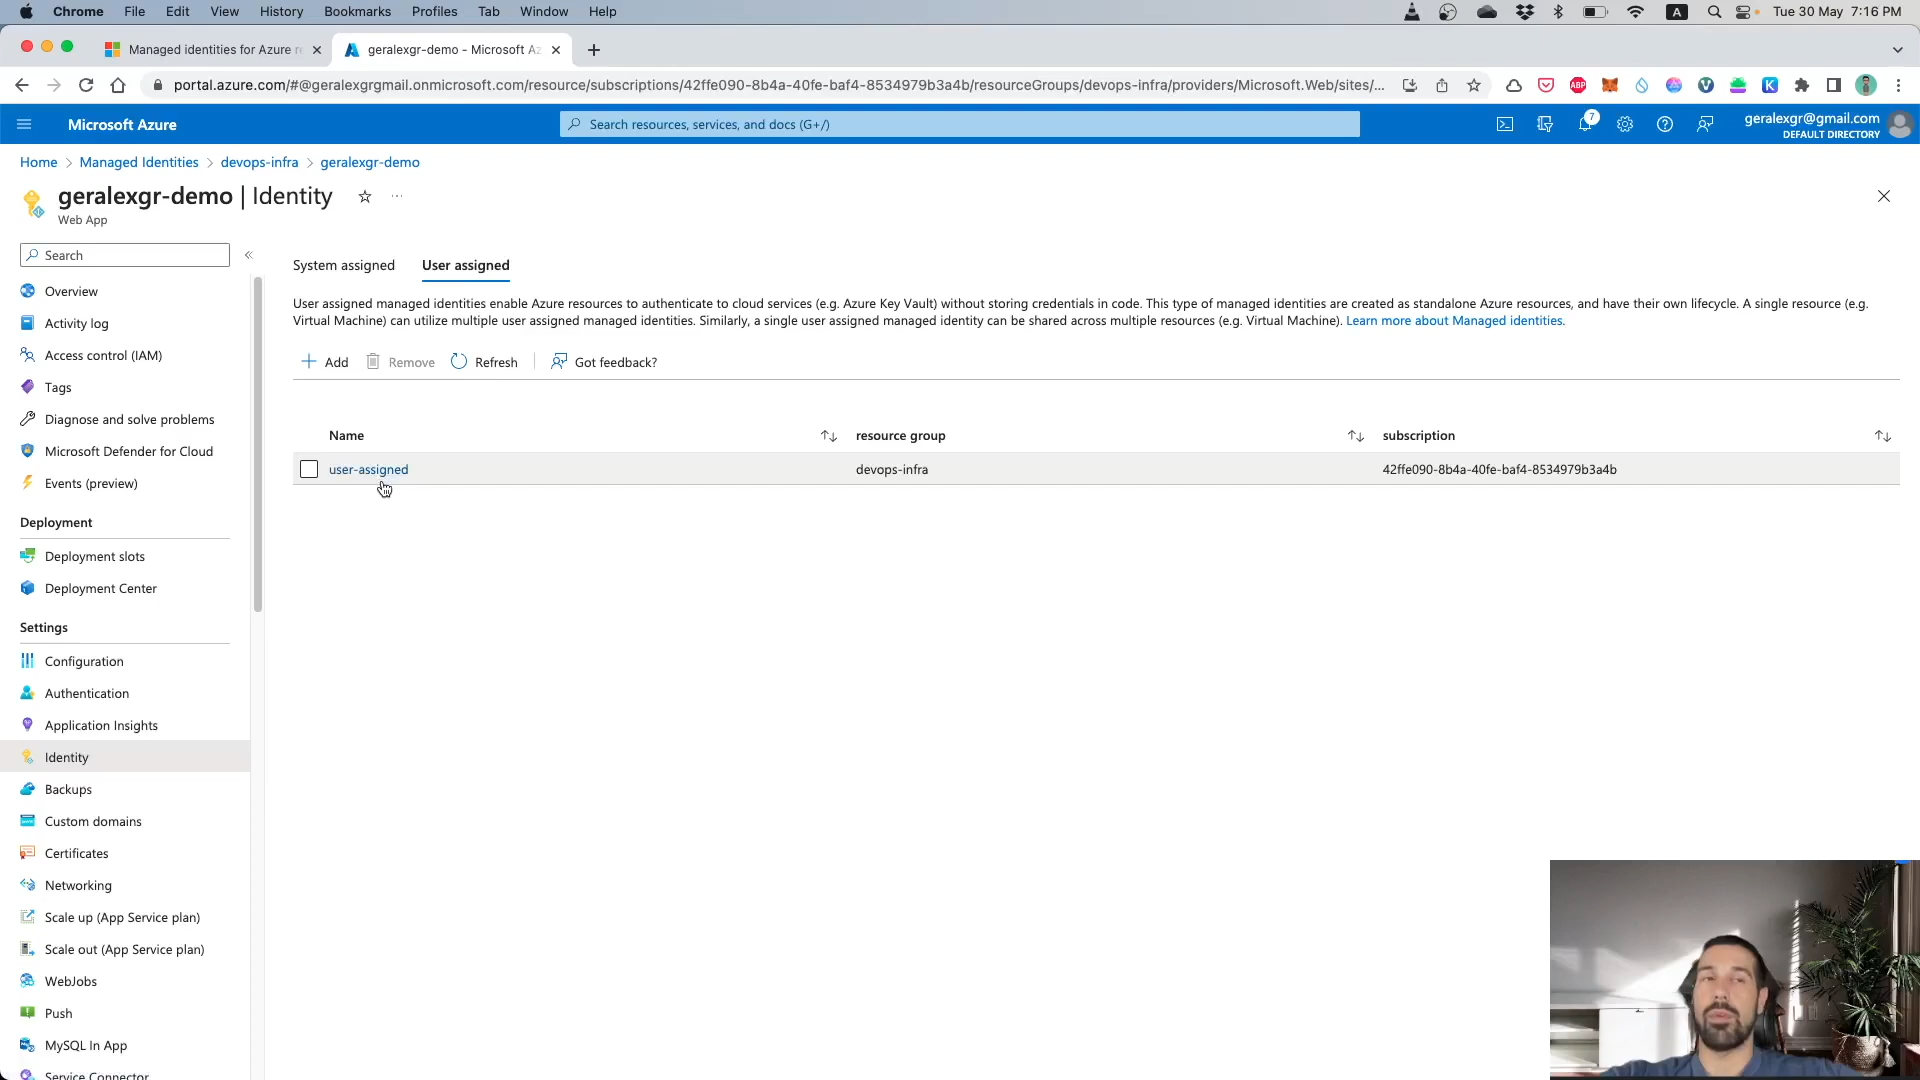 Chrome File Edit View History Bookmarks Profiles Tab Window Help A Tue 30 May 7:16 PM
Managed identities for Azure re
geralexgr-demo - Microsoft Az
portal.azure.com/#@geralexgrgmail.onmicrosoft.com/resource/subscriptions/42ffe090-8b4a-40fe-baf4-8534979b3a4b/resourceGroups/devops-infra/providers/Microsoft.Web/sites/... ABP K
Microsoft Azure
Search resources, services, and docs (G+/)
7
geralexgr@gmail.com
DEFAULT DIRECTORY
Home > Managed Identities > devops-infra > geralexgr-demo
geralexgr-demo | Identity
Web App
Search
Overview
Activity log
Access control (IAM)
Tags
Diagnose and solve problems
Microsoft Defender for Cloud
Events (preview)
Deployment
Deployment slots
Deployment Center
Settings
Configuration
Authentication
Application Insights
Identity
Backups
Custom domains
Certificates
Networking
Scale up (App Service plan)
Scale out (App Service plan)
WebJobs
Push
MySQL In App
Service Connector
System assigned User assigned
User assigned managed identities enable Azure resources to authenticate to cloud services (e.g. Azure Key Vault) without storing credentials in code. This type of managed identities are created as standalone Azure resources, and have their own lifecycle. A single resource (e.g.
Virtual Machine) can utilize multiple user assigned managed identities. Similarly, a single user assigned managed identity can be shared across multiple resources (e.g. Virtual Machine). Learn more about Managed identities.
Add Remove Refresh Got feedback?
Name resource group subscription
user-assigned devops-infra 42ffe090-8b4a-40fe-baf4-8534979b3a4b